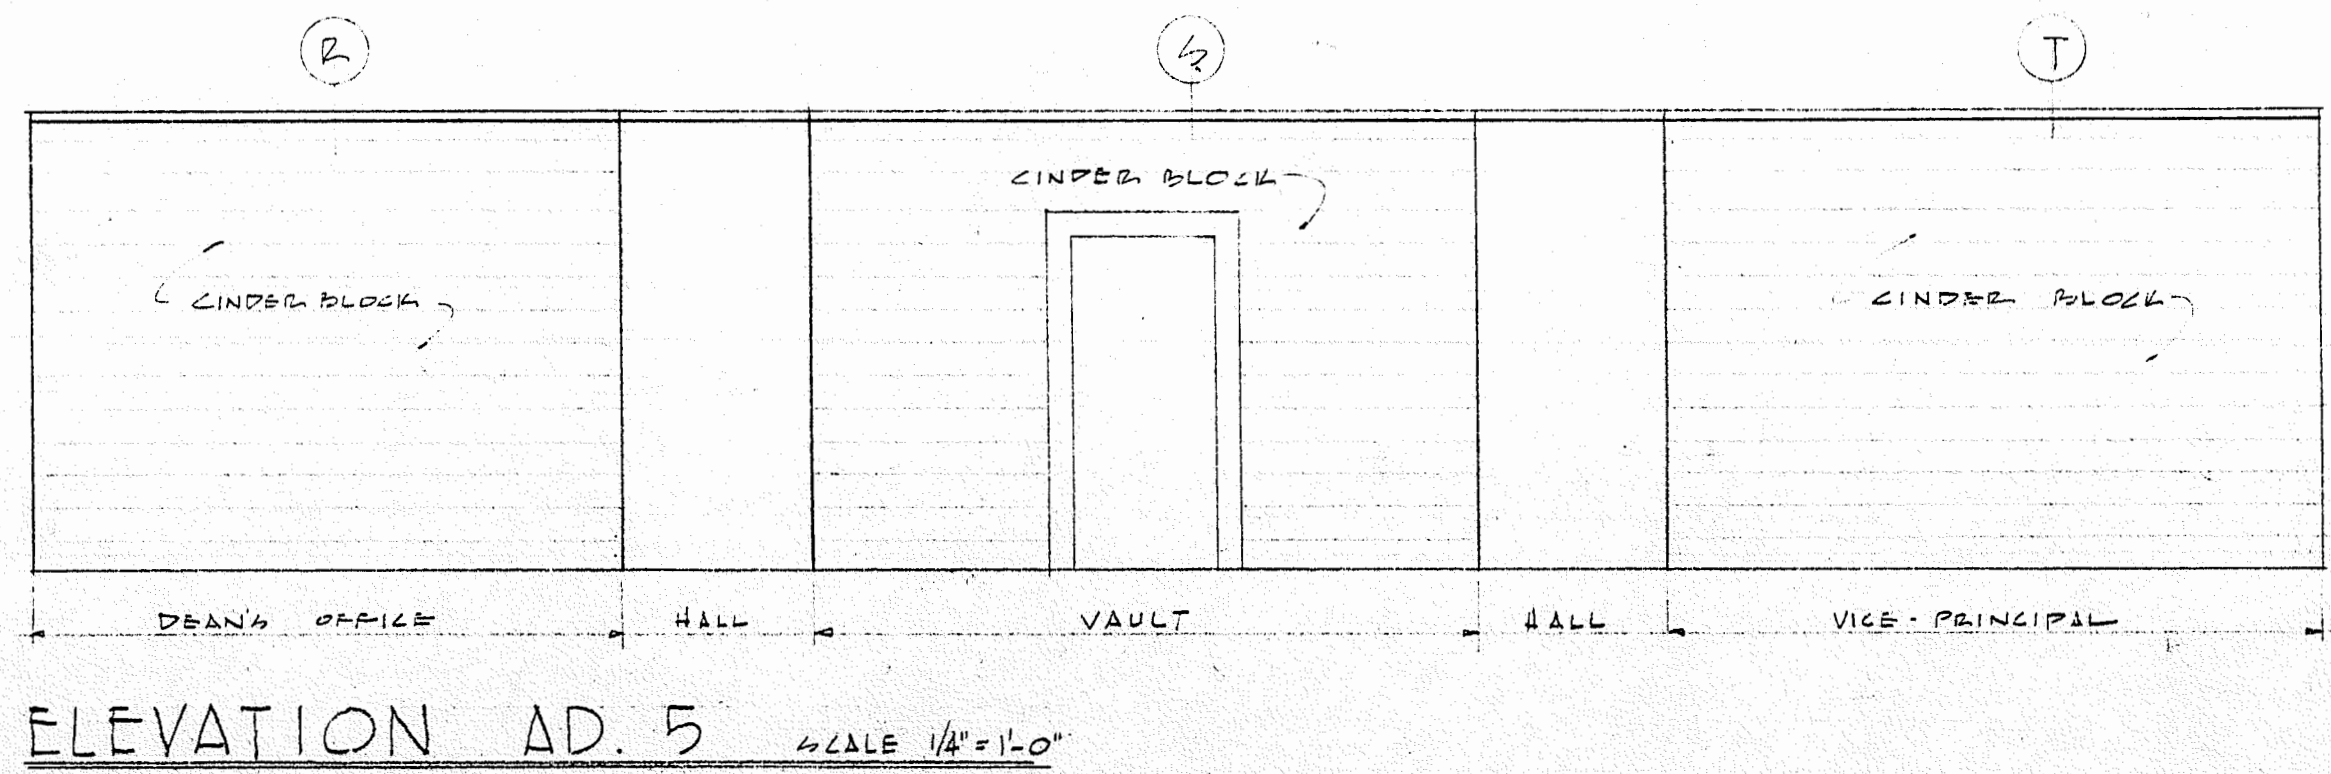 R S T
CINDER BLOCK
CINDER BLOCK
CINDER BLOCK
DEAN'S OFFICE HALL VAULT HALL VICE-PRINCIPAL
ELEVATION AD. 5 SCALE 1/4" = 1'-0"